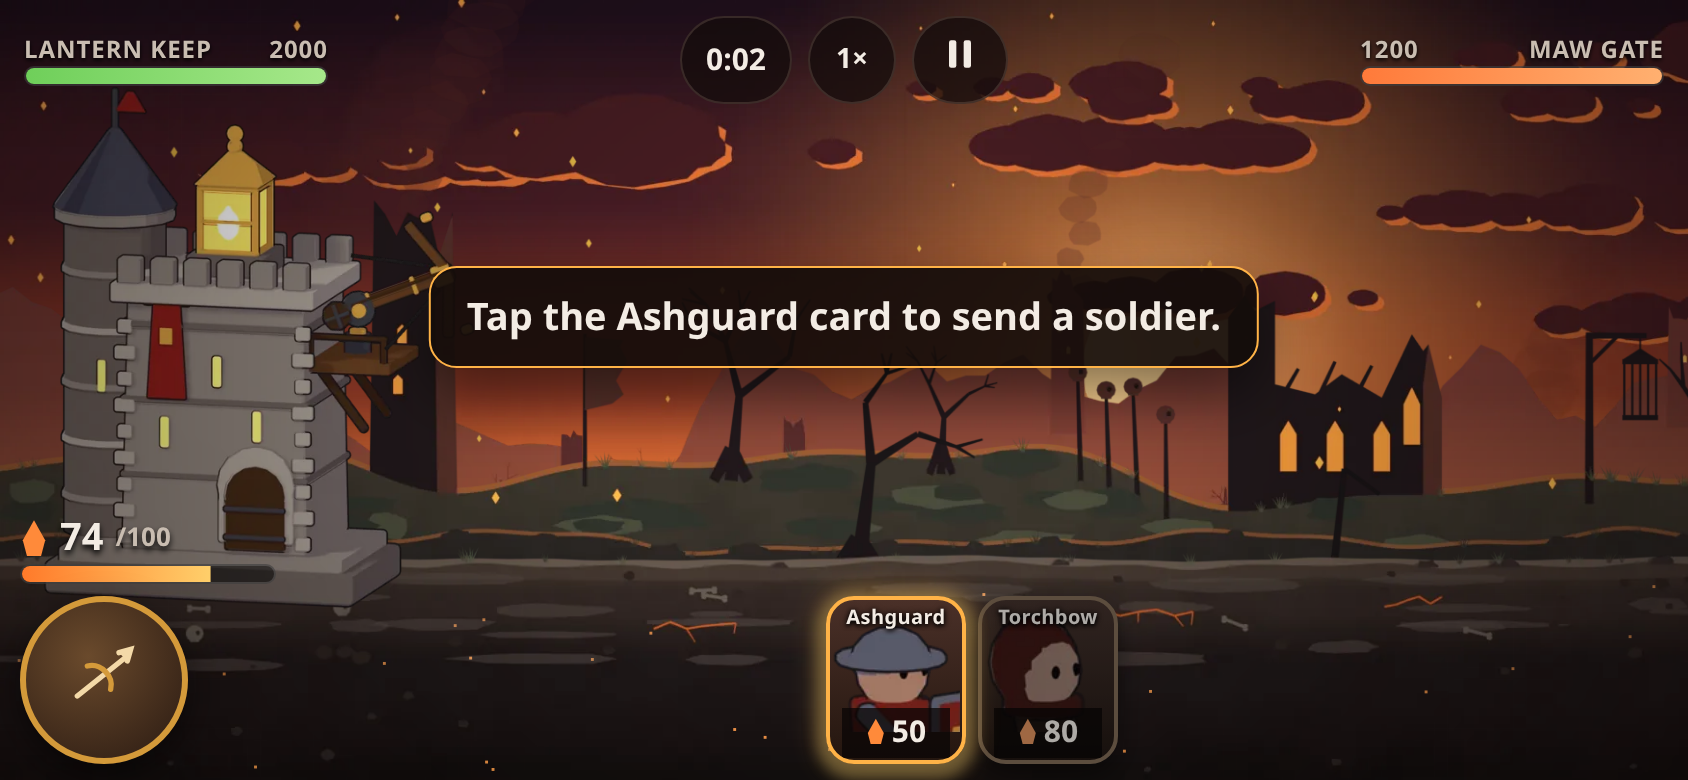 LANTERN KEEP 2000
0:02
1×
1200 MAW GATE
Tap the Ashguard card to send a soldier.
74 /100
Ashguard
50
Torchbow
80